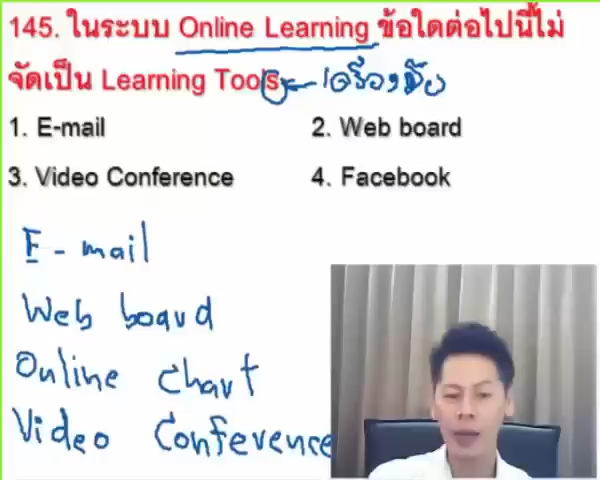 145. ในระบบ Online Learning ข้อใดต่อไปนี้ไม่
จัดเป็น Learning Tools เครื่องมือ
1. E-mail
2. Web board
3. Video Conference
4. Facebook
E-mail
Web board
Online chart
Video Conference